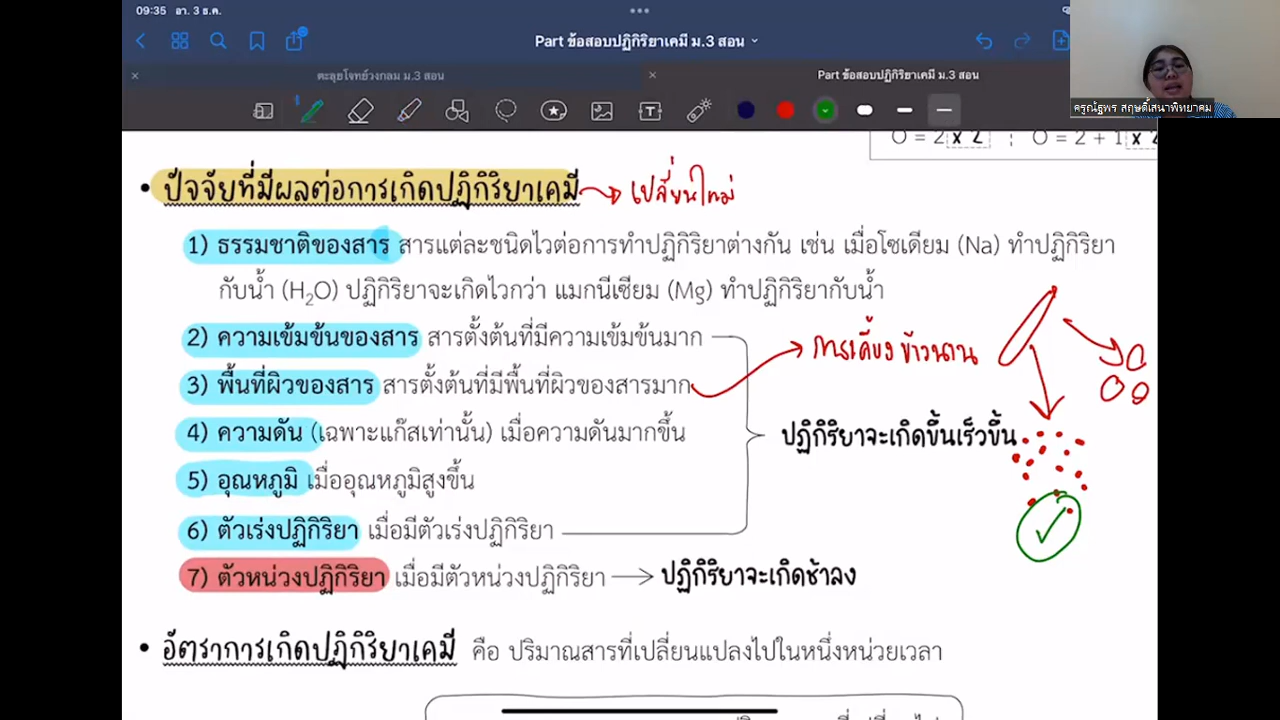 09:35 อา. 3 ธ.ค.
Part ข้อสอบปฏิกิริยาเคมี ม.3 สอน
ตะลุยโจทย์วงกลม ม.3 สอน
Part ข้อสอบปฏิกิริยาเคมี ม.3 สอน
ครูณัฐพร สฤษดิ์เสนาพิทยาคม
O = 2 x 2 ; O = 2 + 1 x 2
• ปัจจัยที่มีผลต่อการเกิดปฏิกิริยาเคมี เปลี่ยนใหม่
1) ธรรมชาติของสาร สารแต่ละชนิดไวต่อการทำปฏิกิริยาต่างกัน เช่น เมื่อโซเดียม (Na) ทำปฏิกิริยา
กับน้ำ (H₂O) ปฏิกิริยาจะเกิดไวกว่า แมกนีเซียม (Mg) ทำปฏิกิริยากับน้ำ
2) ความเข้มข้นของสาร สารตั้งต้นที่มีความเข้มข้นมาก
การเคี้ยงข้าวนาน
3) พื้นที่ผิวของสาร สารตั้งต้นที่มีพื้นที่ผิวของสารมาก
4) ความดัน (เฉพาะแก๊สเท่านั้น) เมื่อความดันมากขึ้น
ปฏิกิริยาจะเกิดขึ้นเร็วขึ้น
5) อุณหภูมิ เมื่ออุณหภูมิสูงขึ้น
6) ตัวเร่งปฏิกิริยา เมื่อมีตัวเร่งปฏิกิริยา
7) ตัวหน่วงปฏิกิริยา เมื่อมีตัวหน่วงปฏิกิริยา → ปฏิกิริยาจะเกิดช้าลง
• อัตราการเกิดปฏิกิริยาเคมี คือ ปริมาณสารที่เปลี่ยนแปลงไปในหนึ่งหน่วยเวลา